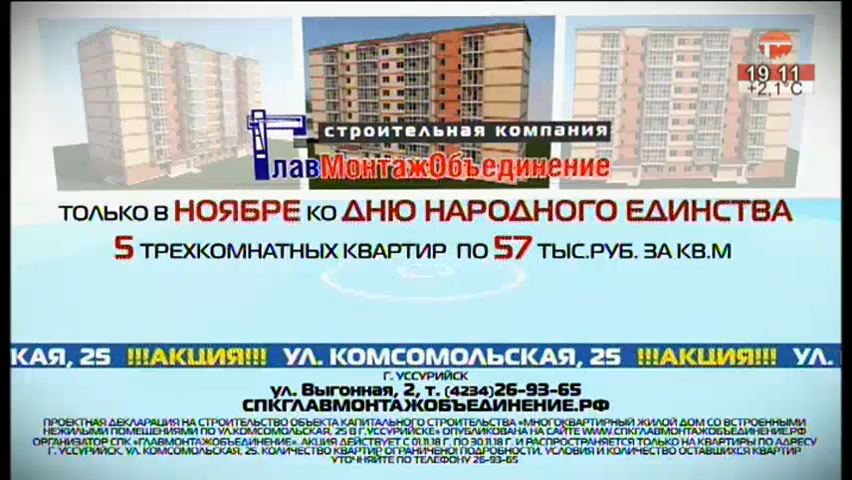 ТМ
19 11
+2,1°C
СТРОИТЕЛЬНАЯ КОМПАНИЯ
ГлавМонтажОбъединение
ТОЛЬКО В НОЯБРЕ КО ДНЮ НАРОДНОГО ЕДИНСТВА
5 ТРЕХКОМНАТНЫХ КВАРТИР ПО 57 ТЫС.РУБ. ЗА КВ.М
КАЯ, 25 !!!АКЦИЯ!!! УЛ. КОМСОМОЛЬСКАЯ, 25 !!!АКЦИЯ!!! УЛ.
Г. УССУРИЙСК
ул. Выгонная, 2, т. (4234)26-93-65
СПКГЛАВМОНТАЖОБЪЕДИНЕНИЕ.РФ
ПРОЕКТНАЯ ДЕКЛАРАЦИЯ НА СТРОИТЕЛЬСТВО ОБЪЕКТА КАПИТАЛЬНОГО СТРОИТЕЛЬСТВА «МНОГОКВАРТИРНЫЙ ЖИЛОЙ ДОМ СО ВСТРОЕННЫМИ
НЕЖИЛЫМИ ПОМЕЩЕНИЯМИ ПО УЛ.КОМСОМОЛЬСКАЯ, 25 В Г.УССУРИЙСКЕ» ОПУБЛИКОВАНА НА САЙТЕ WWW.СПКГЛАВМОНТАЖОБЪЕДИНЕНИЕ.РФ
ОРГАНИЗАТОР СПК «ГЛАВМОНТАЖОБЪЕДИНЕНИЕ». АКЦИЯ ДЕЙСТВУЕТ С 01.11.18 Г. ПО 30.11.18 Г. И РАСПРОСТРАНЯЕТСЯ ТОЛЬКО НА КВАРТИРЫ ПО АДРЕСУ
Г. УССУРИЙСК, УЛ. КОМСОМОЛЬСКАЯ, 25. КОЛИЧЕСТВО КВАРТИР ОГРАНИЧЕНО! ПОДРОБНОСТИ, УСЛОВИЯ И КОЛИЧЕСТВО ОСТАВШИХСЯ КВАРТИР
УТОЧНЯЙТЕ ПО ТЕЛЕФОНУ 26-93-65